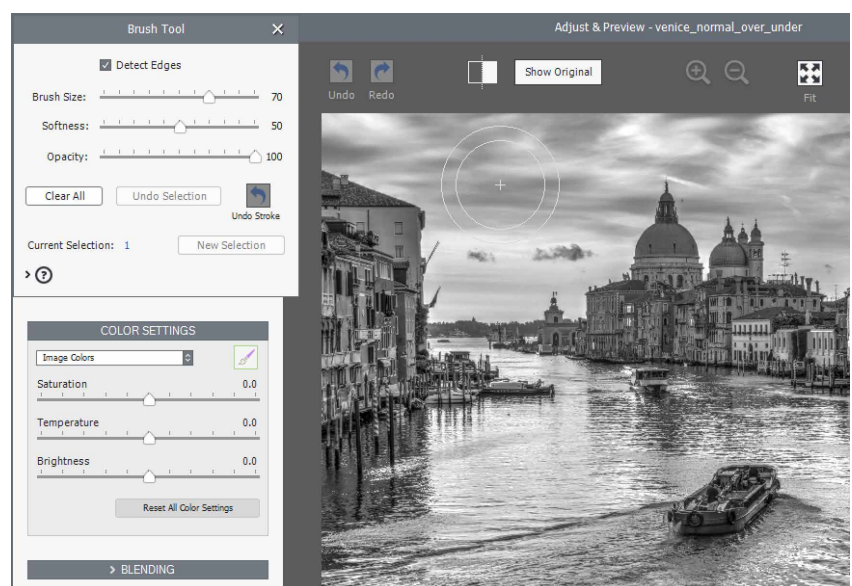 Brush Tool
Detect Edges
Brush Size: 70
Softness: 50
Opacity: 100
Clear All Undo Selection
Undo Stroke
Current Selection: 1 New Selection
COLOR SETTINGS
Image Colors
Saturation 0.0
Temperature 0.0
Brightness 0.0
Reset All Color Settings
> BLENDING
Adjust & Preview - venice_normal_over_under
Undo Redo
Show Original
Fit